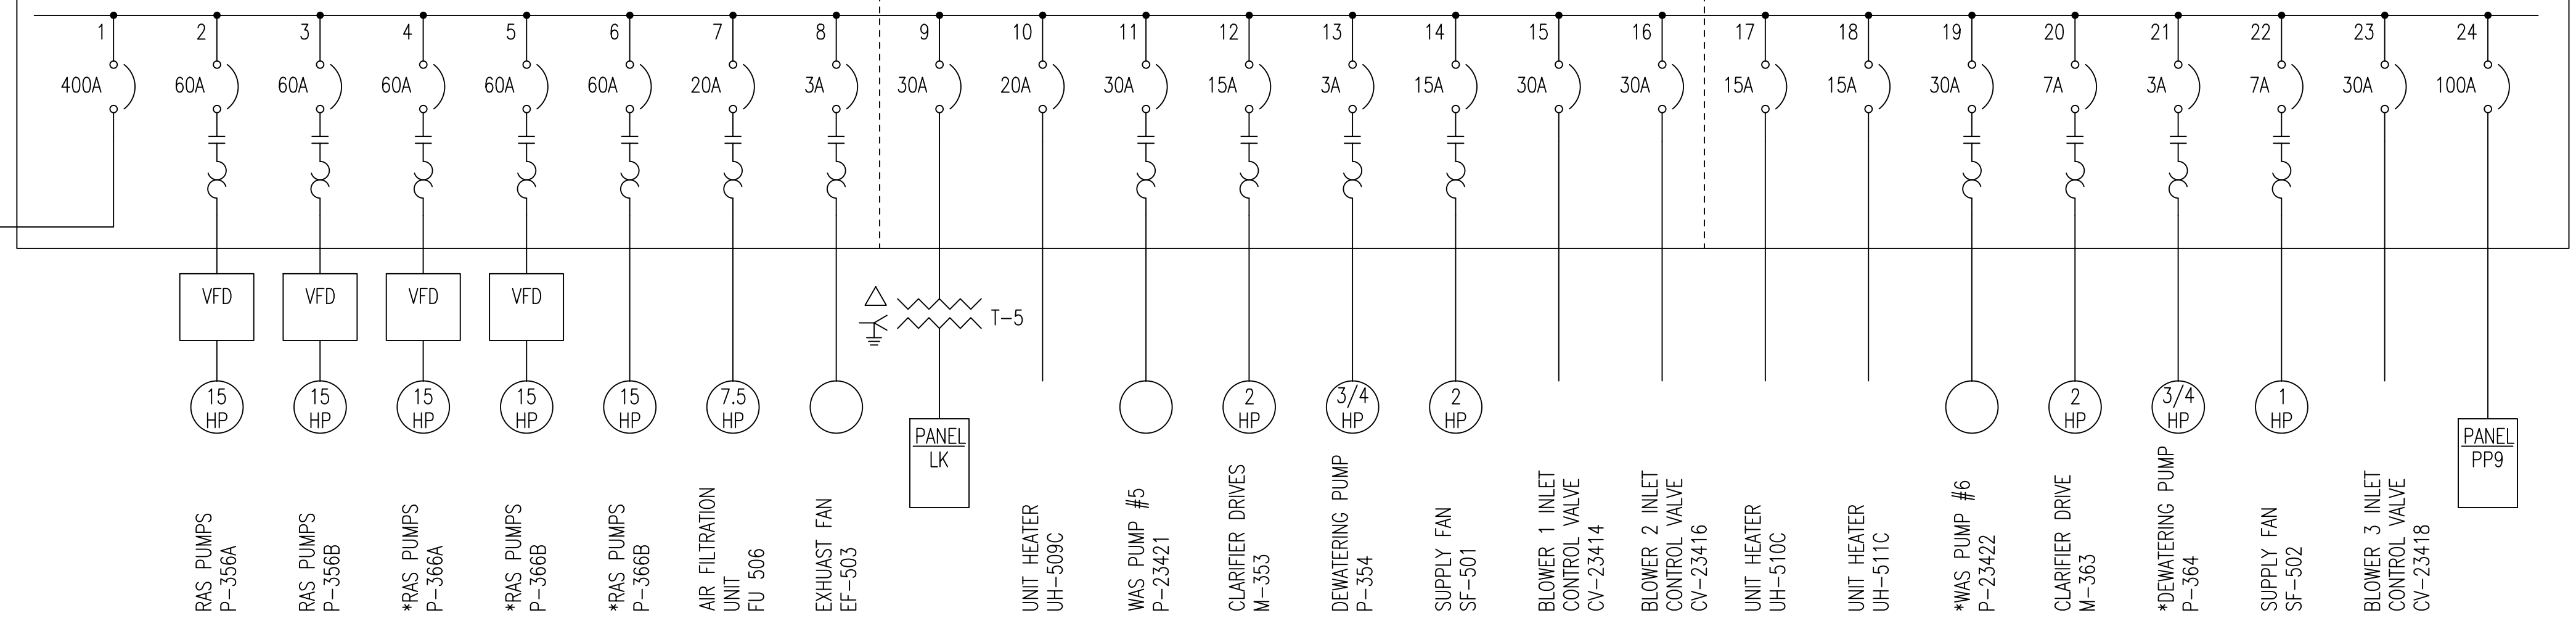 1 2 3 4 5 6 7 8 9 10 11 12 13 14 15 16 17 18 19 20 21 22 23 24
400A 60A 60A 60A 60A 60A 20A 3A 30A 20A 30A 15A 3A 15A 30A 30A 15A 15A 30A 7A 3A 7A 30A 100A
VFD VFD VFD VFD
T-5
15
HP
15
HP
15
HP
15
HP
15
HP
7.5
HP
2
HP
3/4
HP
2
HP
2
HP
3/4
HP
1
HP
PANEL
LK
PANEL
PP9
RAS PUMPS
P-356A
RAS PUMPS
P-356B
*RAS PUMPS
P-366A
*RAS PUMPS
P-366B
*RAS PUMPS
P-366B
AIR FILTRATION
UNIT
FU 506
EXHUAST FAN
EF-503
UNIT HEATER
UH-509C
WAS PUMP #5
P-23421
CLARIFIER DRIVES
M-353
DEWATERING PUMP
P-354
SUPPLY FAN
SF-501
BLOWER 1 INLET
CONTROL VALVE
CV-23414
BLOWER 2 INLET
CONTROL VALVE
CV-23416
UNIT HEATER
UH-510C
UNIT HEATER
UH-511C
*WAS PUMP #6
P-23422
CLARIFIER DRIVE
M-363
*DEWATERING PUMP
P-364
SUPPLY FAN
SF-502
BLOWER 3 INLET
CONTROL VALVE
CV-23418